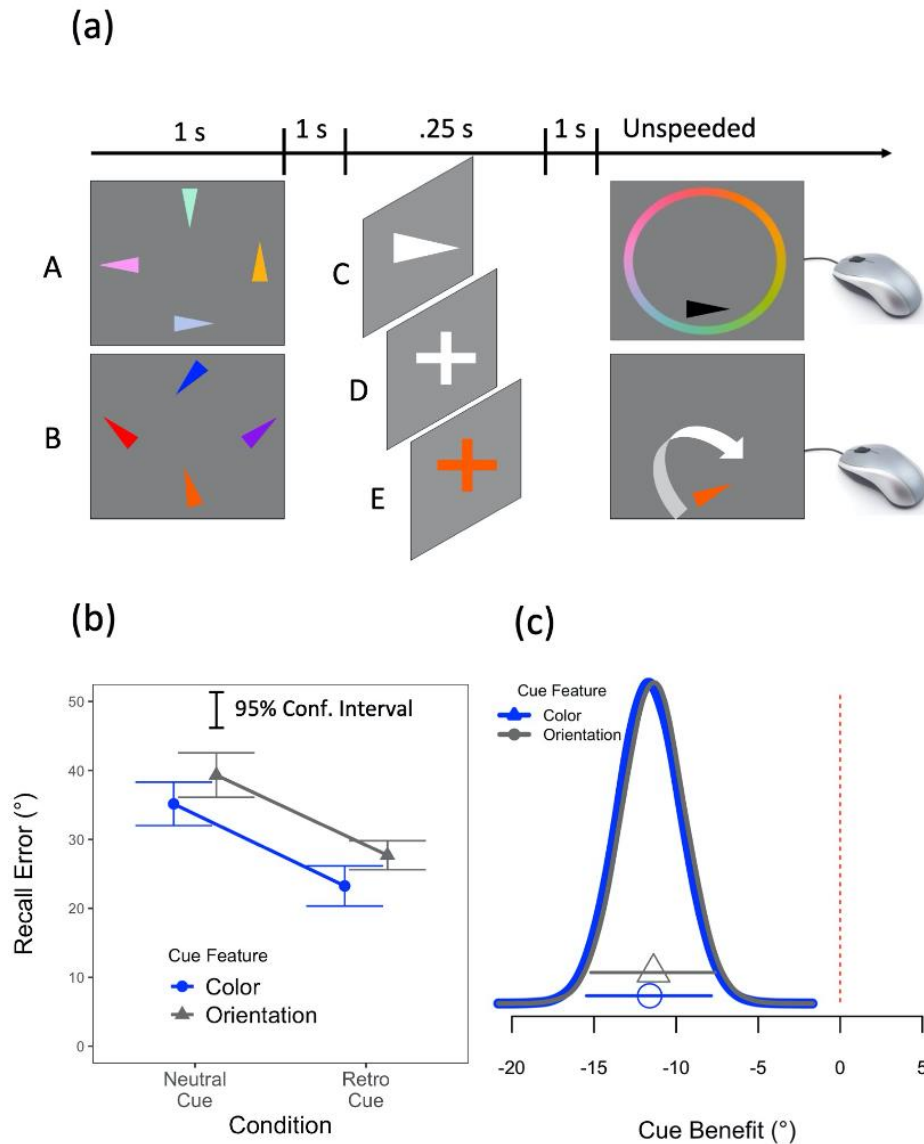 (a)
1 s 1 s .25 s 1 s Unspeeded
A
C
D
B
E
(b)
(c)
50
95% Conf. Interval
40
30
20
10
0
Recall Error (°)
Cue Feature
Color
Orientation
Neutral
Cue
Retro
Cue
Condition
Cue Feature
Color
Orientation
-20 -15 -10 -5 0 5
Cue Benefit (°)